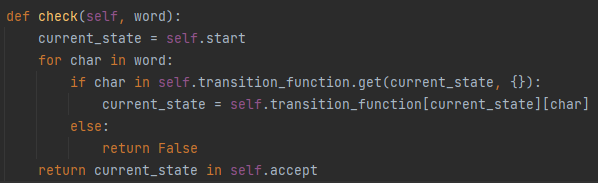 def check(self, word):
    current_state = self.start
    for char in word:
        if char in self.transition_function.get(current_state, {}):
            current_state = self.transition_function[current_state][char]
        else:
            return False
    return current_state in self.accept